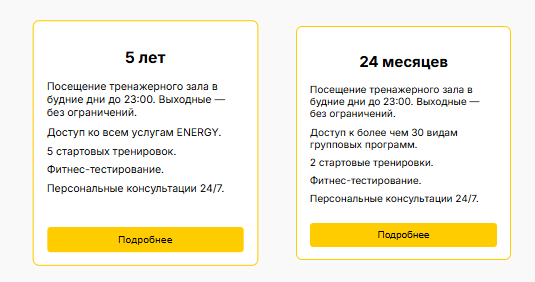 5 лет
Посещение тренажерного зала в
будние дни до 23:00. Выходные —
без ограничений.
Доступ ко всем услугам ENERGY.
5 стартовых тренировок.
Фитнес-тестирование.
Персональные консультации 24/7.
Подробнее
24 месяцев
Посещение тренажерного зала в
будние дни до 23:00. Выходные —
без ограничений.
Доступ к более чем 30 видам
групповых программ.
2 стартовые тренировки.
Фитнес-тестирование.
Персональные консультации 24/7.
Подробнее